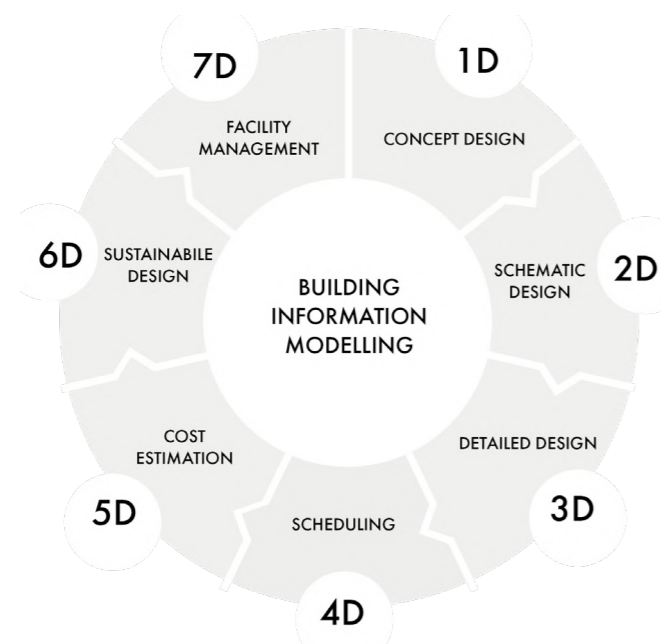 7D
1D
FACILITY
MANAGEMENT
CONCEPT DESIGN
6D
SUSTAINABILE
DESIGN
SCHEMATIC
DESIGN
2D
BUILDING
INFORMATION
MODELLING
COST
ESTIMATION
DETAILED DESIGN
5D
SCHEDULING
3D
4D